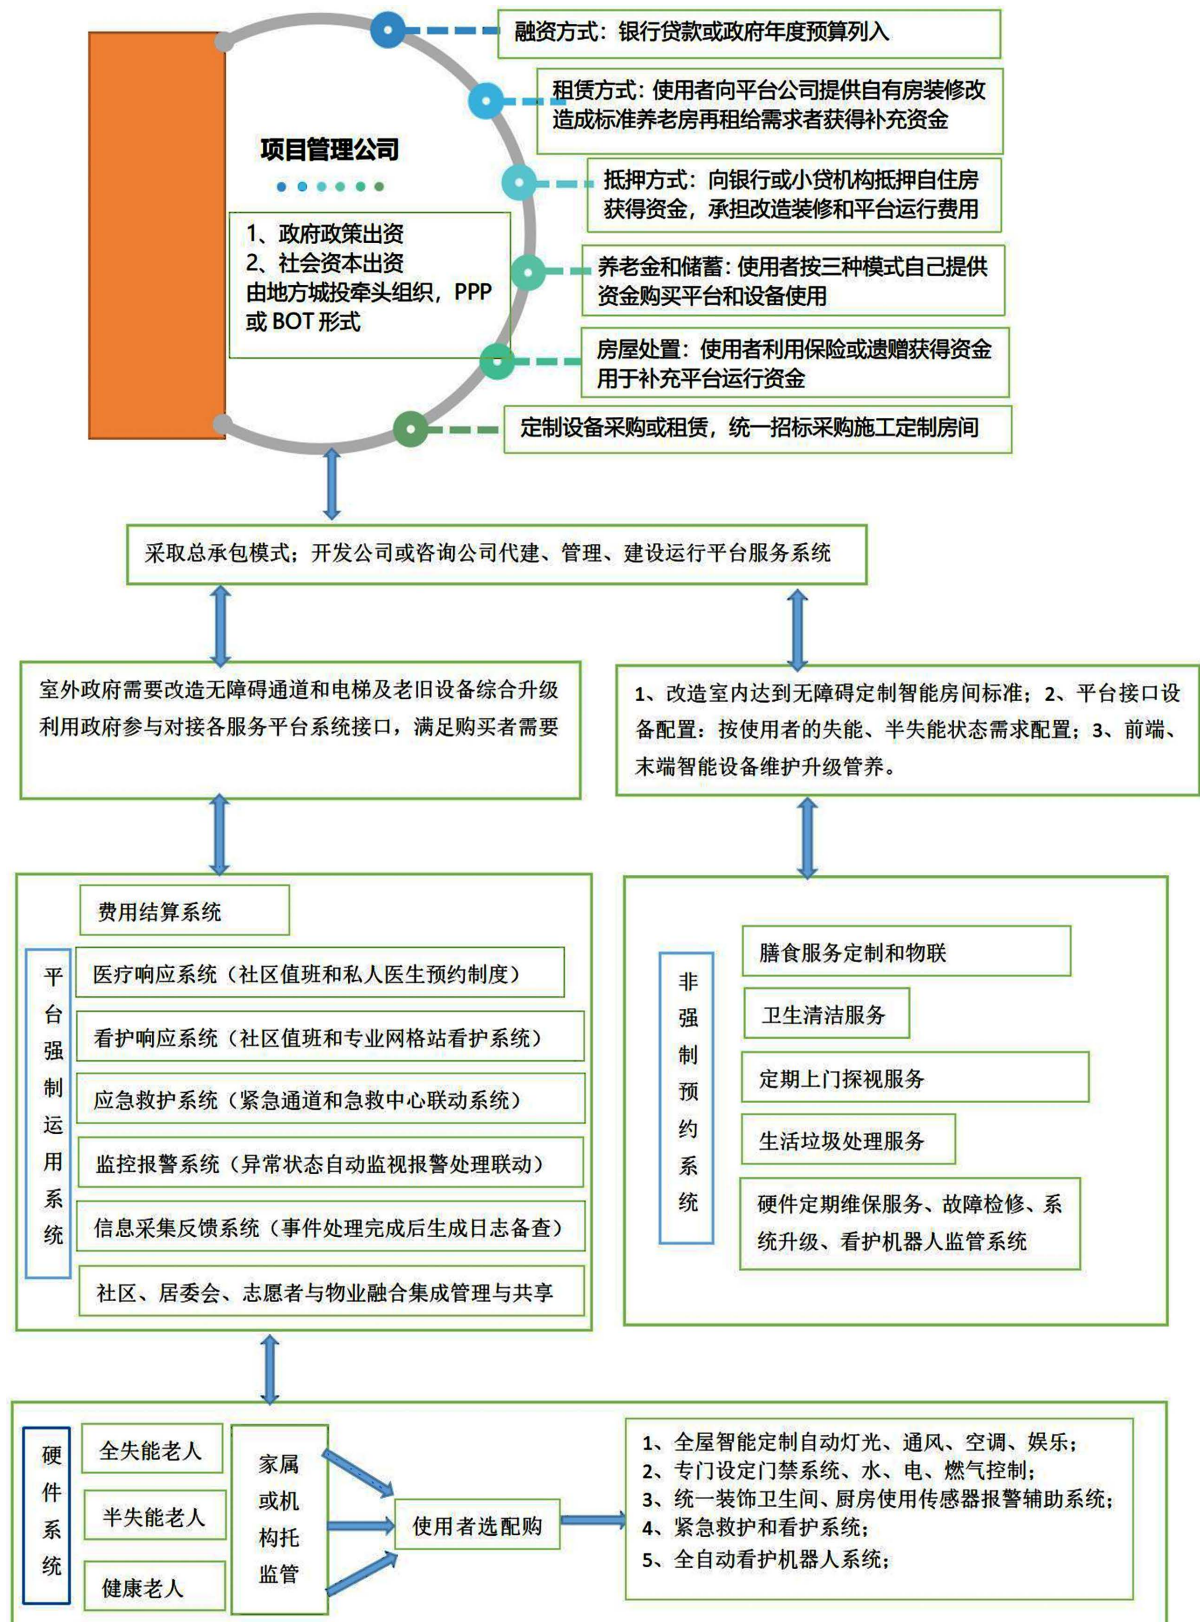 融资方式：银行贷款或政府年度预算列入
租赁方式：使用者向平台公司提供自有房装修改
造成标准养老房再租给需求者获得补充资金
项目管理公司
抵押方式：向银行或小贷机构抵押自住房
获得资金，承担改造装修和平台运行费用
1、政府政策出资
2、社会资本出资
由地方城投牵头组织，PPP
或 BOT 形式
养老金和储蓄：使用者按三种模式自己提供
资金购买平台和设备使用
房屋处置：使用者利用保险或遗赠获得资金
用于补充平台运行资金
定制设备采购或租赁，统一招标采购施工定制房间
采取总承包模式；开发公司或咨询公司代建、管理、建设运行平台服务系统
室外政府需要改造无障碍通道和电梯及老旧设备综合升级
利用政府参与对接各服务平台系统接口，满足购买者需要
1、改造室内达到无障碍定制智能房间标准；2、平台接口设
备配置：按使用者的失能、半失能状态需求配置；3、前端、
末端智能设备维护升级管养。
平台强制运用系统
费用结算系统
医疗响应系统（社区值班和私人医生预约制度）
看护响应系统（社区值班和专业网格站看护系统）
应急救护系统（紧急通道和急救中心联动系统）
监控报警系统（异常状态自动监视报警处理联动）
信息采集反馈系统（事件处理完成后生成日志备查）
社区、居委会、志愿者与物业融合集成管理与共享
非强制预约系统
膳食服务定制和物联
卫生清洁服务
定期上门探视服务
生活垃圾处理服务
硬件定期维保服务、故障检修、系
统升级、看护机器人监管系统
硬件系统
全失能老人
半失能老人
健康老人
家属
或机
构托
监管
使用者选配购
1、全屋智能定制自动灯光、通风、空调、娱乐；
2、专门设定门禁系统、水、电、燃气控制；
3、统一装饰卫生间、厨房使用传感器报警辅助系统；
4、紧急救护和看护系统；
5、全自动看护机器人系统；